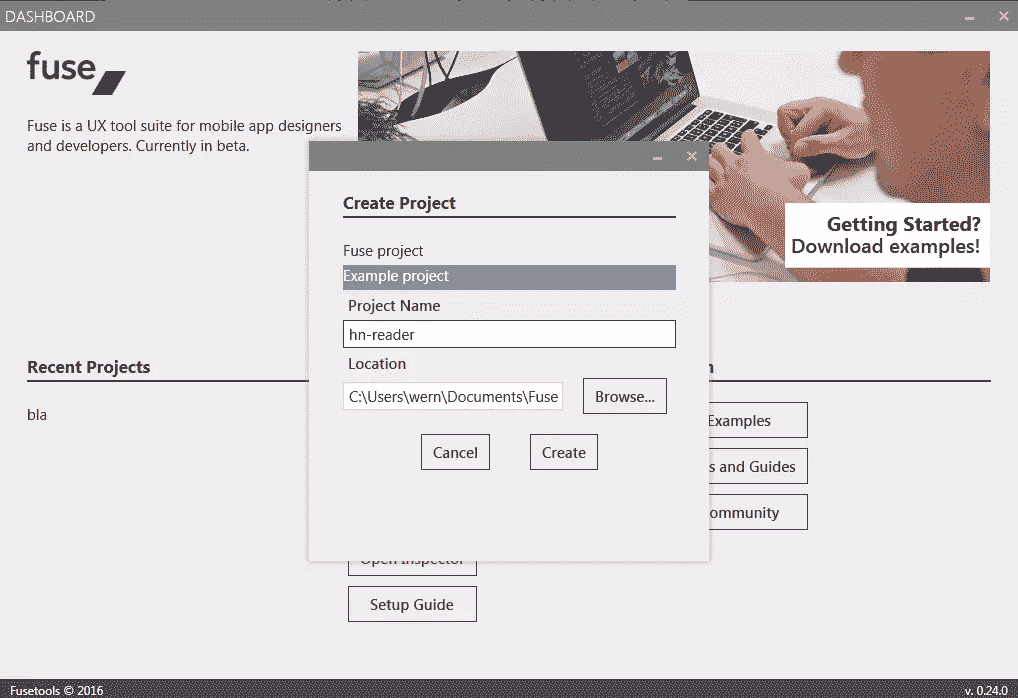 DASHBOARD
fuse
Fuse is a UX tool suite for mobile app designers
and developers. Currently in beta.
Getting Started?
Download examples!
Create Project
Fuse project
Example project
Project Name
hn-reader
Location
C:\Users\wern\Documents\Fuse
Browse...
Cancel
Create
Recent Projects
bla
Examples
and Guides
Setup Guide
Fusetools © 2016
v. 0.24.0